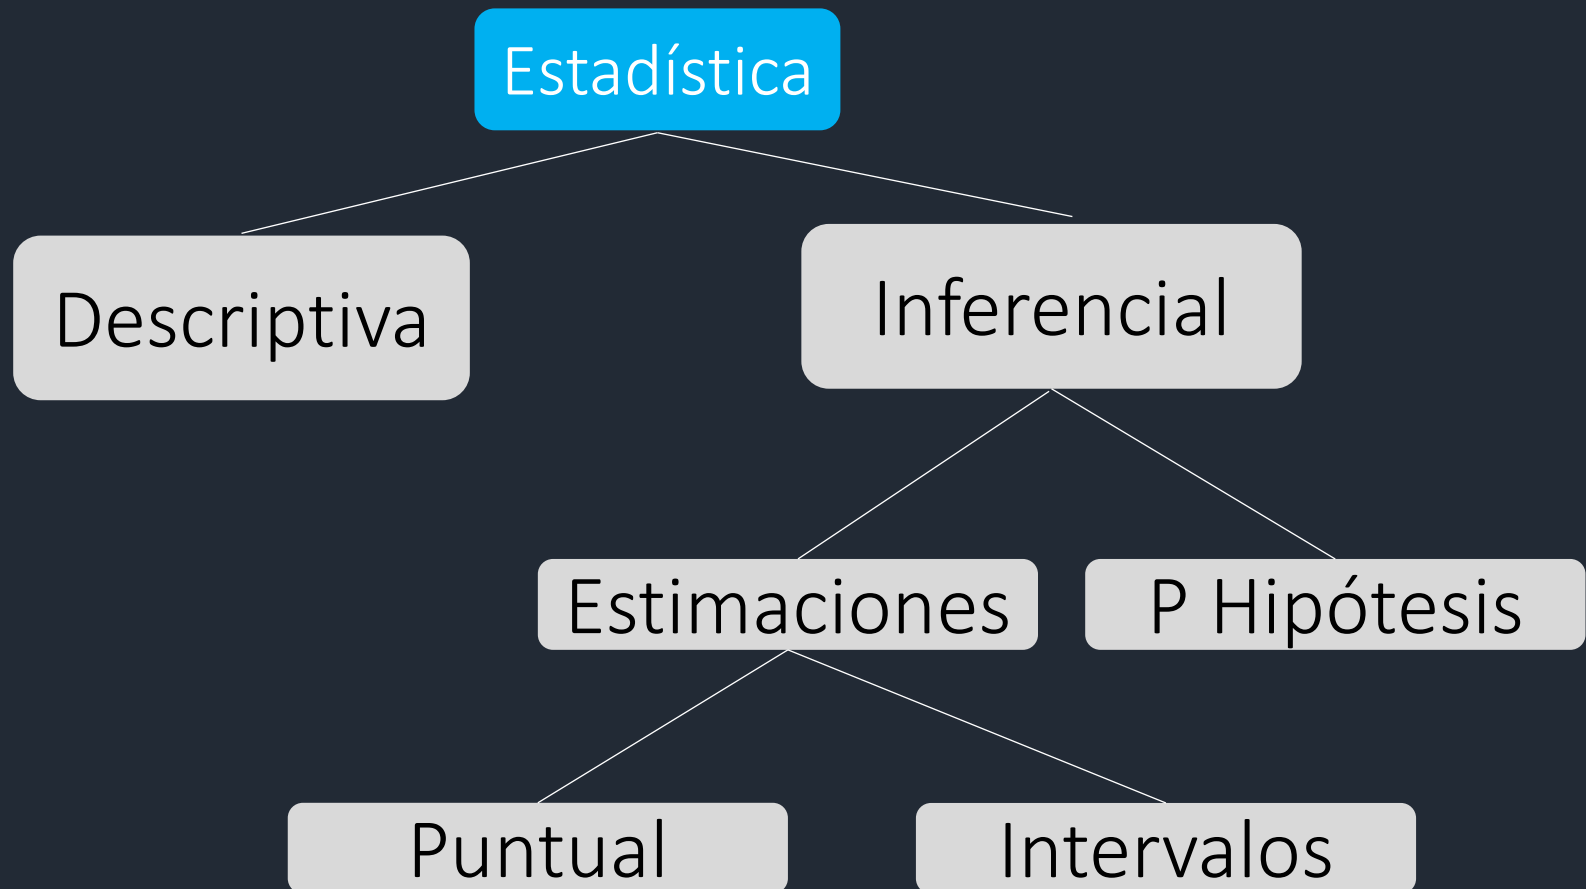 Estadística
Descriptiva
Inferencial
Estimaciones
P Hipótesis
Puntual
Intervalos